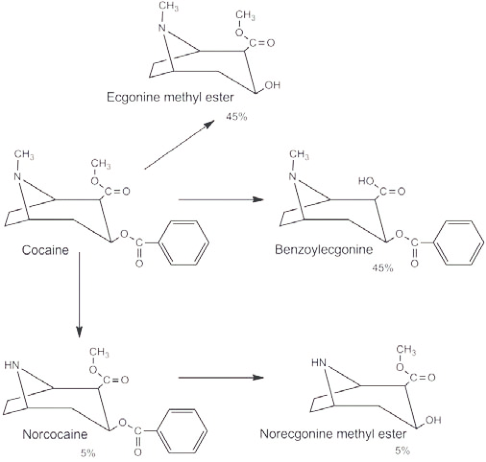 CH3
N
CH3
O
C=O
OH
Ecgonine methyl ester
45%
CH3
N
CH3
O
C=O
O
C
O
Cocaine
CH3
N
HO
C=O
O
C
O
Benzoylecgonine
45%
HN
CH3
O
C=O
O
C
O
Norcocaine
5%
HN
CH3
O
C=O
OH
Norecgonine methyl ester
5%